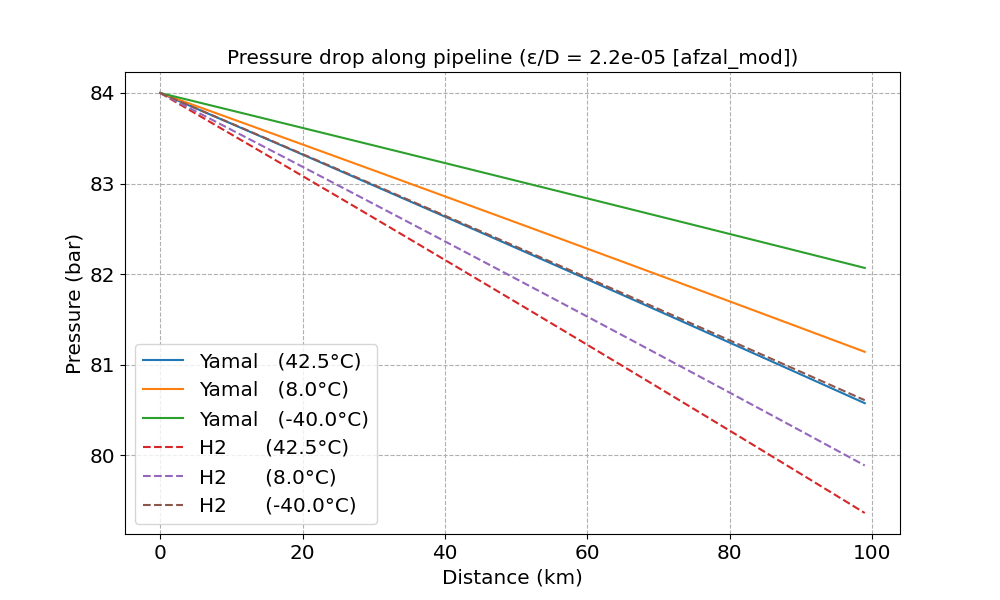 Pressure drop along pipeline (ε/D = 2.2e-05 [afzal_mod])
Pressure (bar)
84
83
82
81
80
Yamal (42.5°C)
Yamal (8.0°C)
Yamal (-40.0°C)
H2 (42.5°C)
H2 (8.0°C)
H2 (-40.0°C)
0 20 40 60 80 100
Distance (km)